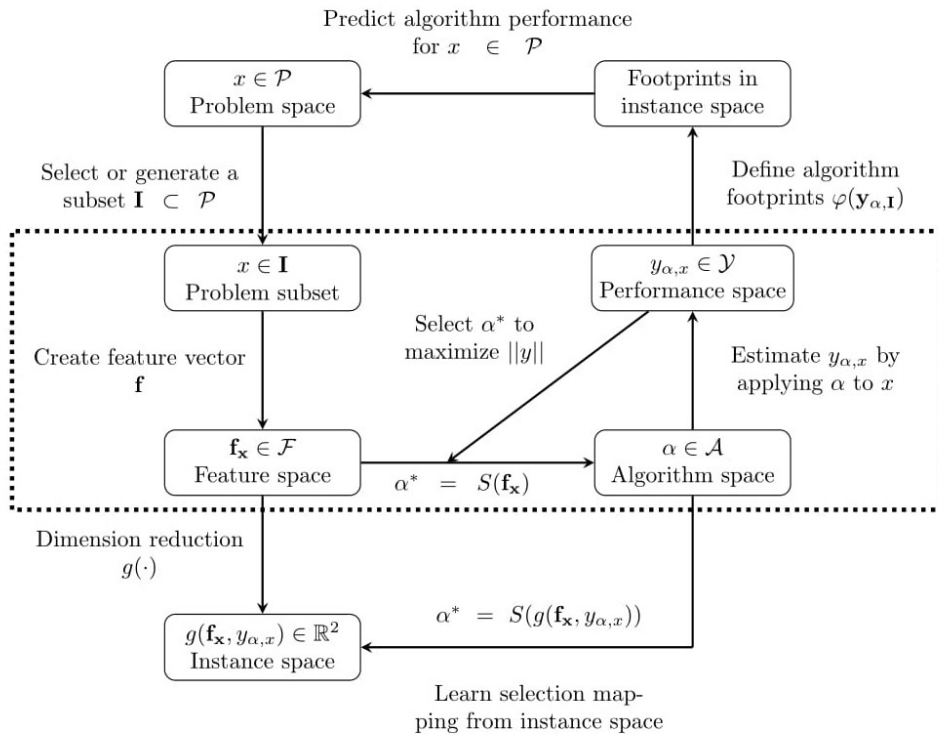 Predict algorithm performance
for x ∈ 𝒫
x ∈ 𝒫
Problem space
Footprints in
instance space
Select or generate a
subset I ⊂ 𝒫
Define algorithm
footprints φ(y_{α,I})
x ∈ I
Problem subset
y_{α,x} ∈ 𝒴
Performance space
Select α* to
maximize ||y||
Create feature vector
f
Estimate y_{α,x} by
applying α to x
f_x ∈ ℱ
Feature space
α* = S(f_x)
α ∈ 𝒜
Algorithm space
Dimension reduction
g(·)
α* = S(g(f_x, y_{α,x}))
g(f_x, y_{α,x}) ∈ ℝ²
Instance space
Learn selection map-
ping from instance space